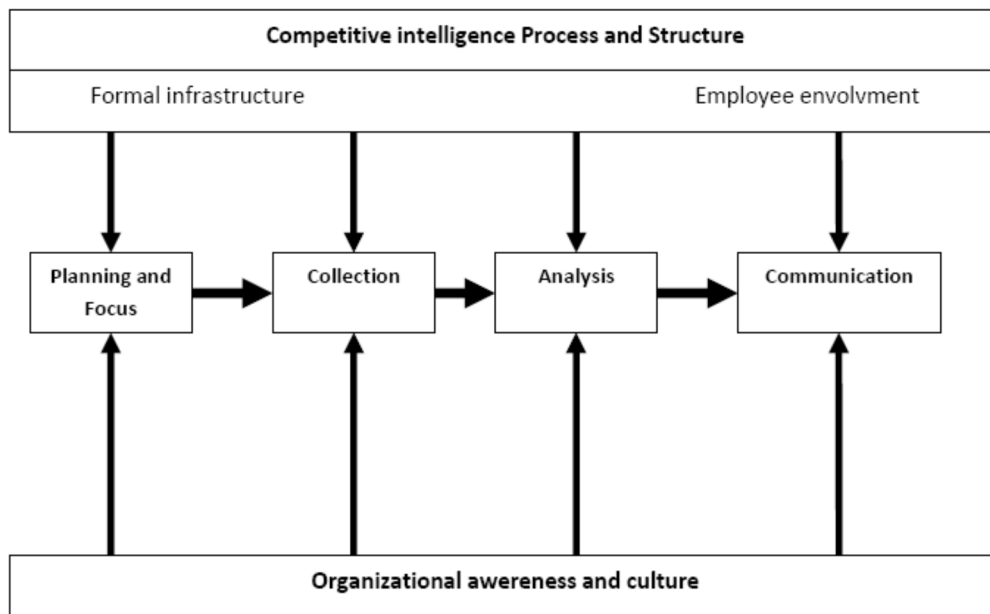 Competitive intelligence Process and Structure
Formal infrastructure
Employee envolvment
Planning and
Focus
Collection
Analysis
Communication
Organizational awereness and culture